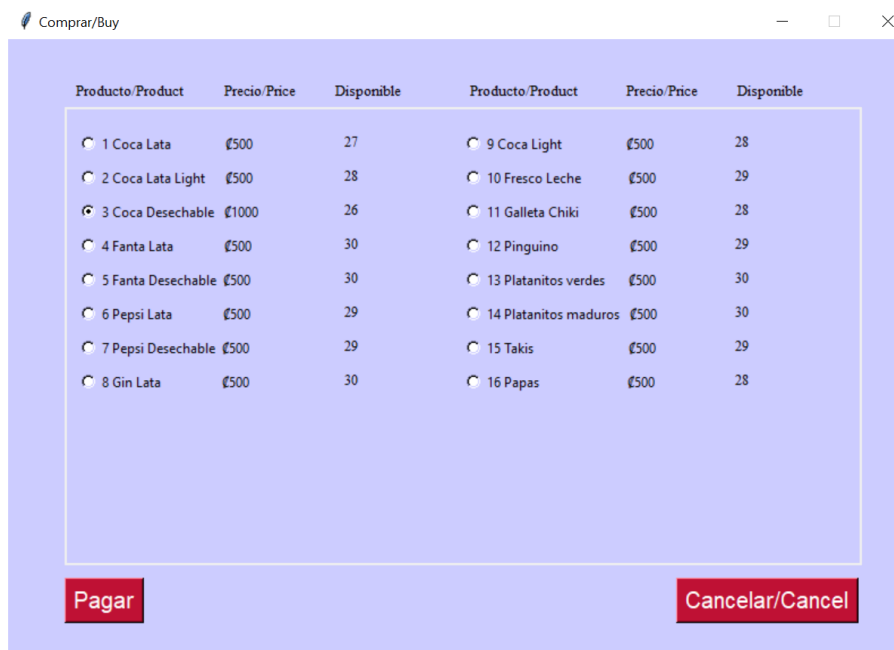 Comprar/Buy
Producto/Product Precio/Price Disponible Producto/Product Precio/Price Disponible
1 Coca Lata ₡500 27 9 Coca Light ₡500 28
2 Coca Lata Light ₡500 28 10 Fresco Leche ₡500 29
3 Coca Desechable ₡1000 26 11 Galleta Chiki ₡500 28
4 Fanta Lata ₡500 30 12 Pinguino ₡500 29
5 Fanta Desechable ₡500 30 13 Platanitos verdes ₡500 30
6 Pepsi Lata ₡500 29 14 Platanitos maduros ₡500 30
7 Pepsi Desechable ₡500 29 15 Takis ₡500 29
8 Gin Lata ₡500 30 16 Papas ₡500 28
Pagar Cancelar/Cancel